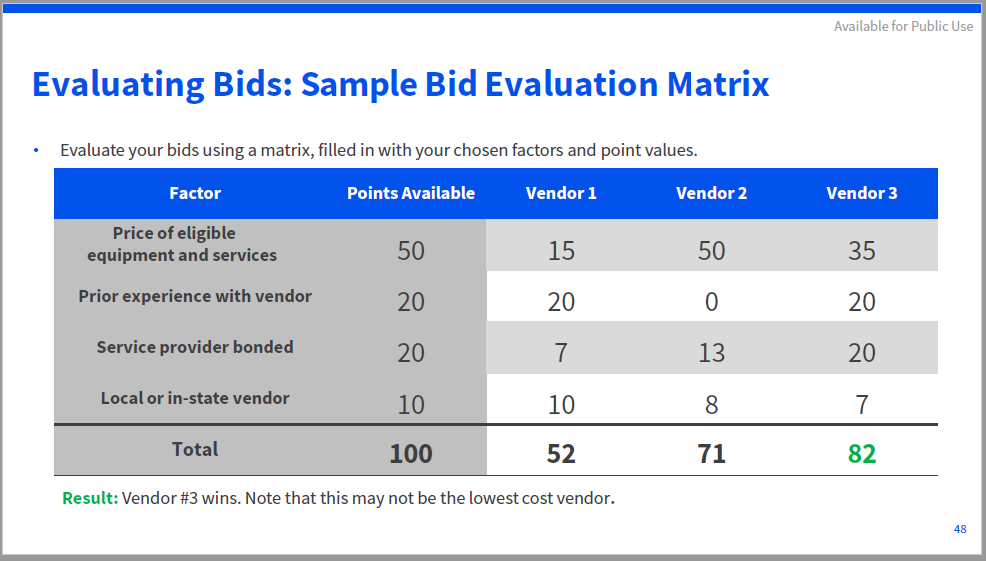 Available for Public Use
Evaluating Bids: Sample Bid Evaluation Matrix
• Evaluate your bids using a matrix, filled in with your chosen factors and point values.
Factor Points Available Vendor 1 Vendor 2 Vendor 3
Price of eligible
equipment and services 50 15 50 35
Prior experience with vendor 20 20 0 20
Service provider bonded 20 7 13 20
Local or in-state vendor 10 10 8 7
Total 100 52 71 82
Result: Vendor #3 wins. Note that this may not be the lowest cost vendor.
48